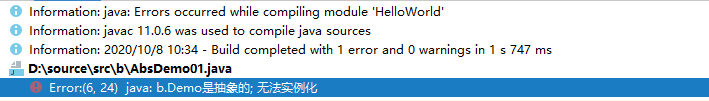 Information: java: Errors occurred while compiling module 'HelloWorld'
Information: javac 11.0.6 was used to compile java sources
Information: 2020/10/8 10:34 - Build completed with 1 error and 0 warnings in 1 s 747 ms
D:\source\src\b\AbsDemo01.java
Error:(6, 24)  java: b.Demo是抽象的; 无法实例化